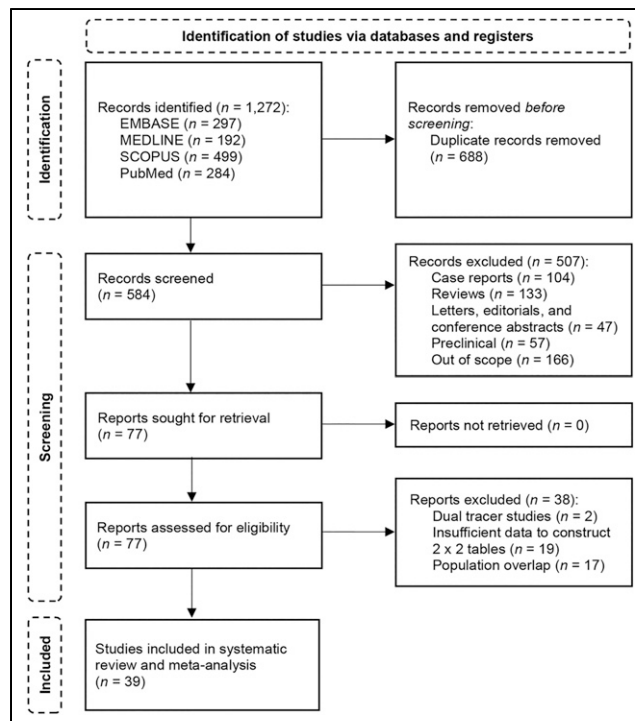 Identification of studies via databases and registers
Identification
Records identified (n = 1,272):
EMBASE (n = 297)
MEDLINE (n = 192)
SCOPUS (n = 499)
PubMed (n = 284)
Records removed before
screening:
Duplicate records removed
(n = 688)
Screening
Records screened
(n = 584)
Records excluded (n = 507):
Case reports (n = 104)
Reviews (n = 133)
Letters, editorials, and
conference abstracts (n = 47)
Preclinical (n = 57)
Out of scope (n = 166)
Reports sought for retrieval
(n = 77)
Reports not retrieved (n = 0)
Reports assessed for eligibility
(n = 77)
Reports excluded (n = 38):
Dual tracer studies (n = 2)
Insufficient data to construct
2 x 2 tables (n = 19)
Population overlap (n = 17)
Included
Studies included in systematic
review and meta-analysis
(n = 39)